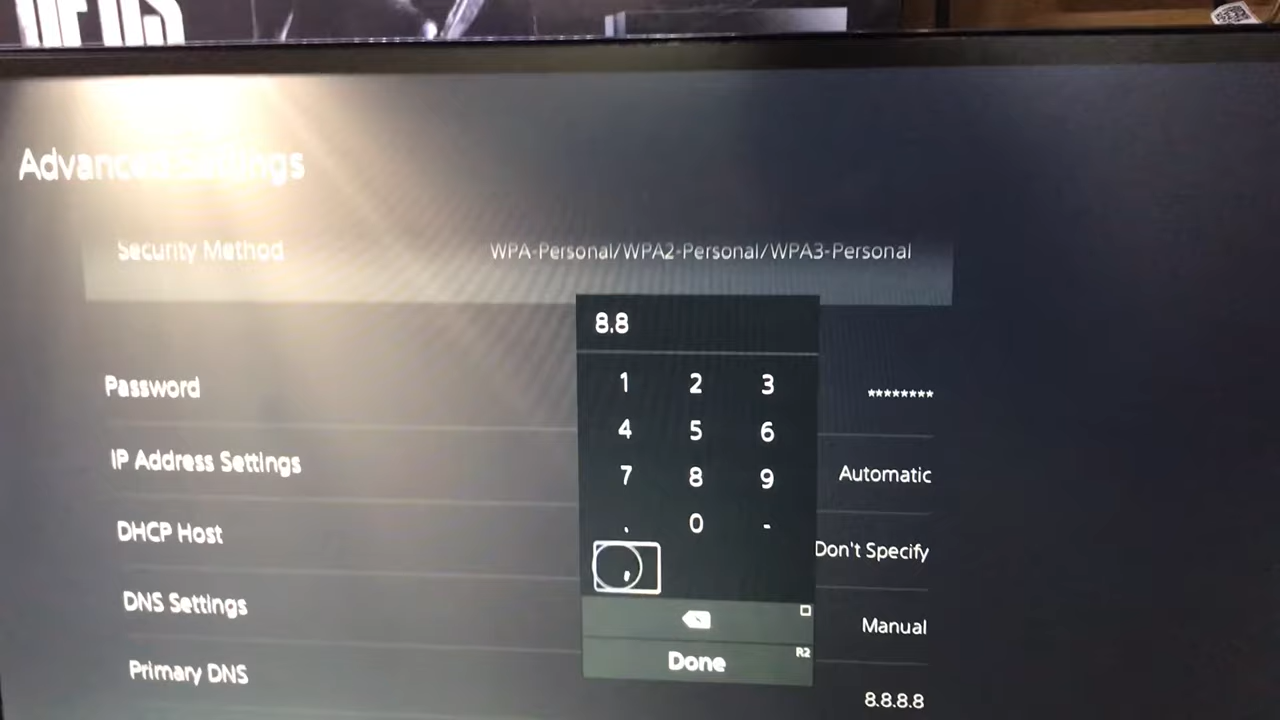 Advanced Settings
Security Method WPA-Personal/WPA2-Personal/WPA3-Personal
8.8
1 2 3
Password ********
4 5 6
IP Address Settings Automatic
7 8 9
. 0 -
DHCP Host Don't Specify
,
DNS Settings Manual
Done R2
Primary DNS 8.8.8.8